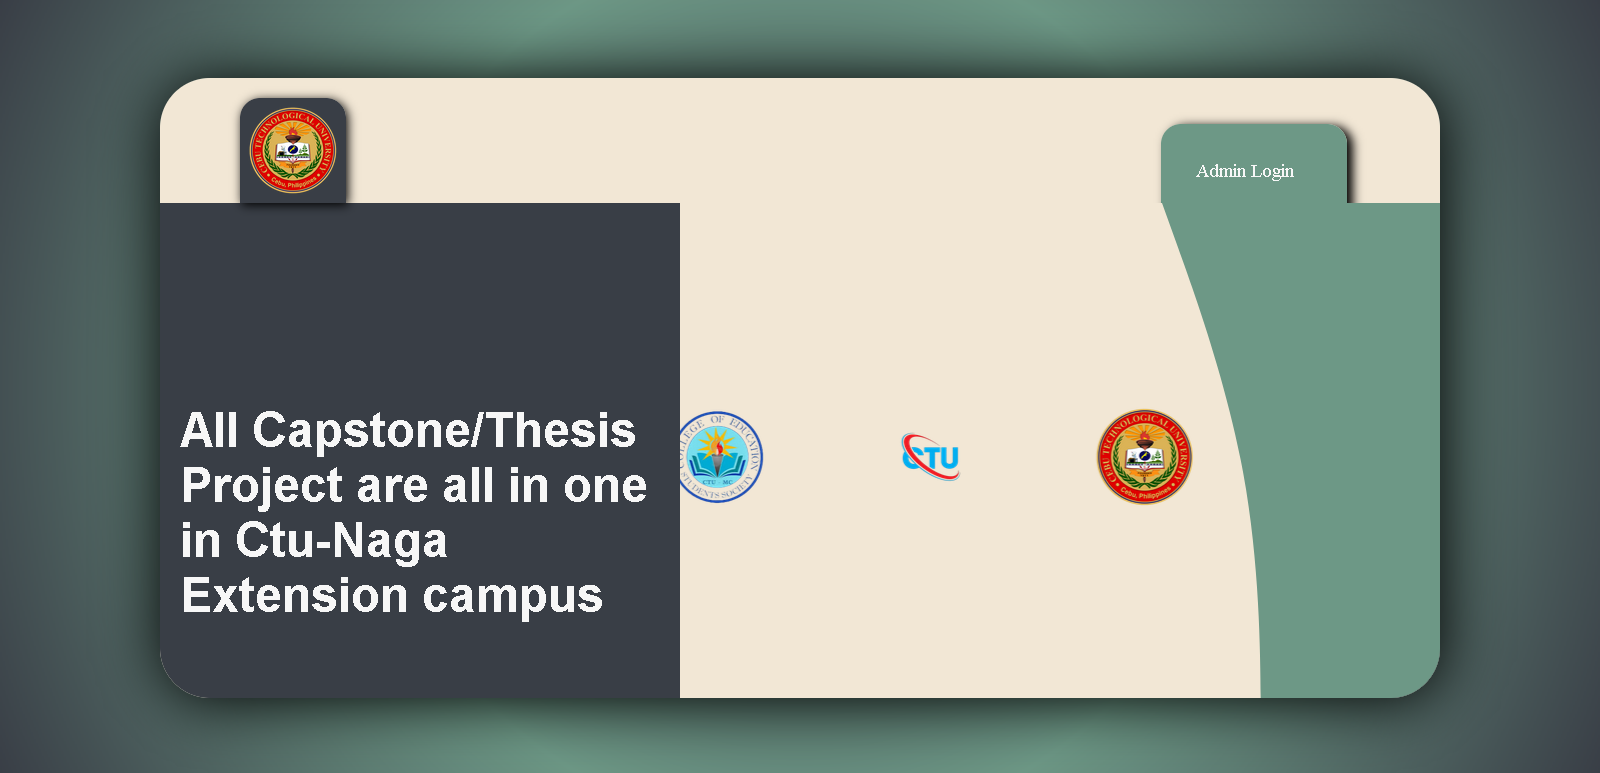 CEBU TECHNOLOGICAL UNIVERSITY
Cebu, Philippines
Admin Login
All Capstone/Thesis
Project are all in one
in Ctu-Naga
Extension campus
COLLEGE OF EDUCATION
CTU MC
STUDENTS SOCIETY
CTU
CEBU TECHNOLOGICAL UNIVERSITY
Cebu, Philippines